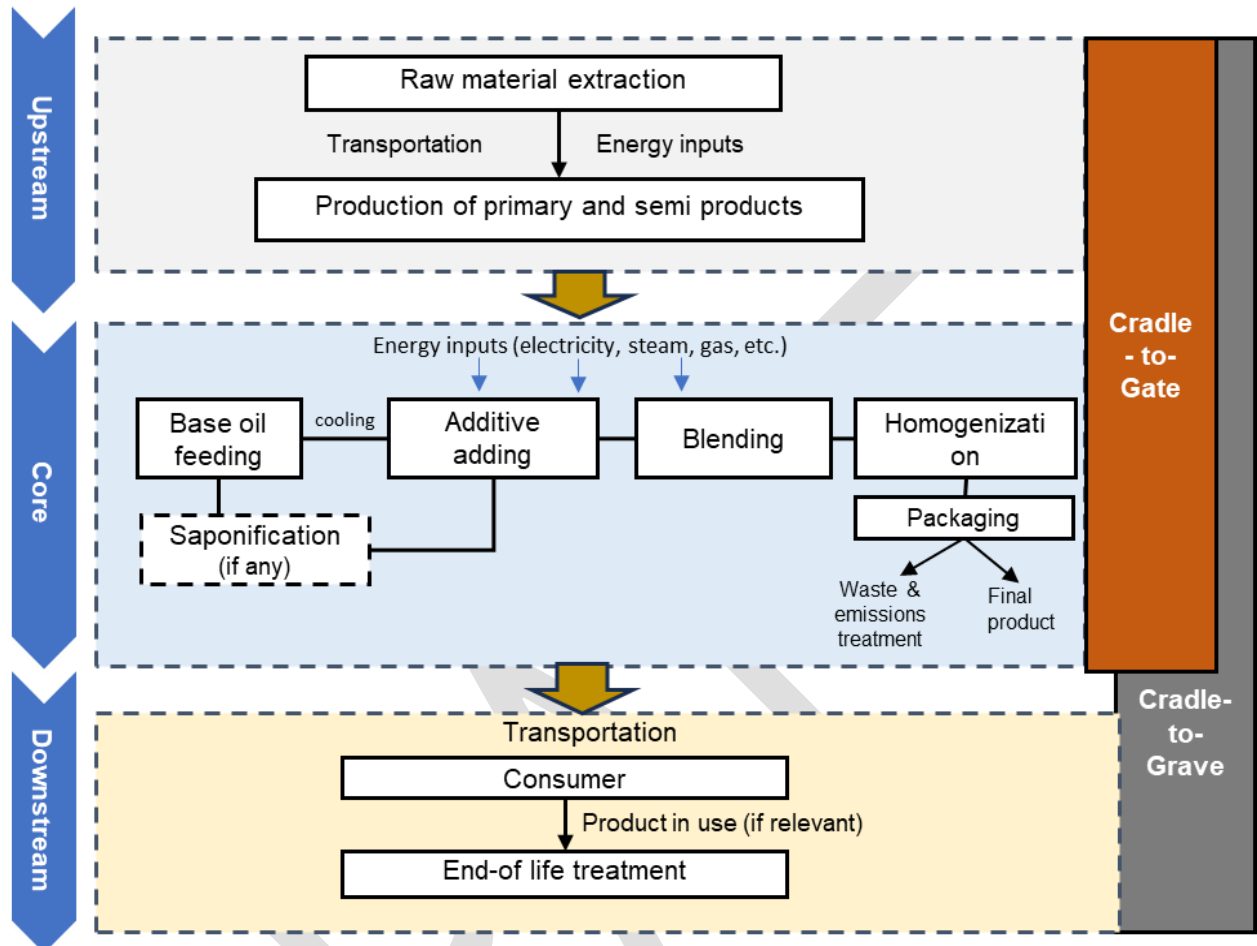 Upstream
Raw material extraction
Transportation
Energy inputs
Production of primary and semi products
Core
Energy inputs (electricity, steam, gas, etc.)
Base oil
feeding
cooling
Additive
adding
Blending
Homogenizati
on
Saponification
(if any)
Packaging
Waste &
emissions
treatment
Final
product
Cradle
- to-
Gate
Downstream
Transportation
Consumer
Product in use (if relevant)
End-of life treatment
Cradle-
to-
Grave